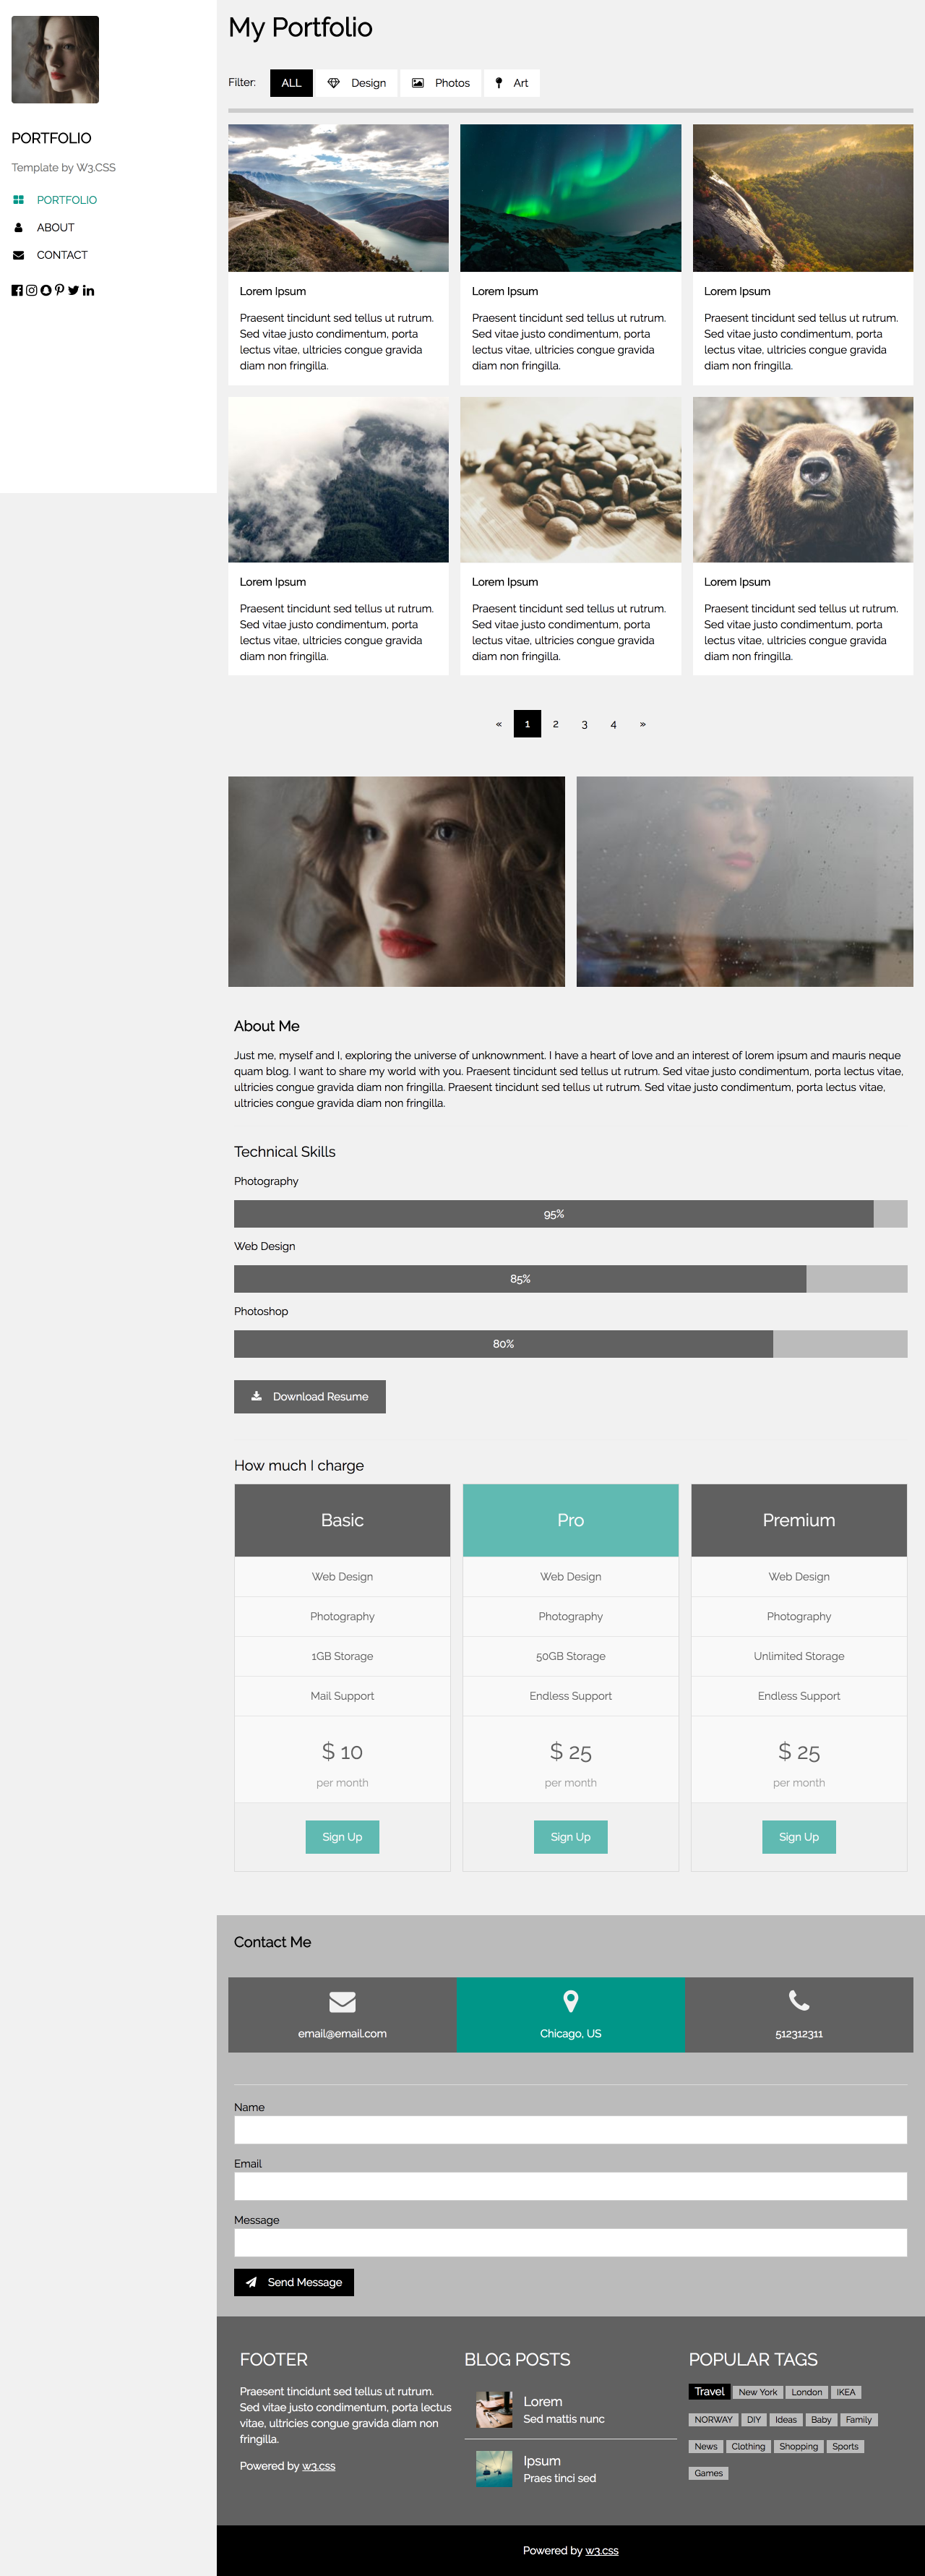 PORTFOLIO
Template by W3.CSS
PORTFOLIO
ABOUT
CONTACT
My Portfolio
Filter:
ALL
Design
Photos
Art
Lorem Ipsum
Praesent tincidunt sed tellus ut rutrum.
Sed vitae justo condimentum, porta
lectus vitae, ultricies congue gravida
diam non fringilla.
Lorem Ipsum
Praesent tincidunt sed tellus ut rutrum.
Sed vitae justo condimentum, porta
lectus vitae, ultricies congue gravida
diam non fringilla.
Lorem Ipsum
Praesent tincidunt sed tellus ut rutrum.
Sed vitae justo condimentum, porta
lectus vitae, ultricies congue gravida
diam non fringilla.
Lorem Ipsum
Praesent tincidunt sed tellus ut rutrum.
Sed vitae justo condimentum, porta
lectus vitae, ultricies congue gravida
diam non fringilla.
Lorem Ipsum
Praesent tincidunt sed tellus ut rutrum.
Sed vitae justo condimentum, porta
lectus vitae, ultricies congue gravida
diam non fringilla.
Lorem Ipsum
Praesent tincidunt sed tellus ut rutrum.
Sed vitae justo condimentum, porta
lectus vitae, ultricies congue gravida
diam non fringilla.
« 1 2 3 4 »
About Me
Just me, myself and I, exploring the universe of unknownment. I have a heart of love and an interest of lorem ipsum and mauris neque
quam blog. I want to share my world with you. Praesent tincidunt sed tellus ut rutrum. Sed vitae justo condimentum, porta lectus vitae,
ultricies congue gravida diam non fringilla. Praesent tincidunt sed tellus ut rutrum. Sed vitae justo condimentum, porta lectus vitae,
ultricies congue gravida diam non fringilla.
Technical Skills
Photography
95%
Web Design
85%
Photoshop
80%
Download Resume
How much I charge
Basic
Web Design
Photography
1GB Storage
Mail Support
$ 10
per month
Sign Up
Pro
Web Design
Photography
50GB Storage
Endless Support
$ 25
per month
Sign Up
Premium
Web Design
Photography
Unlimited Storage
Endless Support
$ 25
per month
Sign Up
Contact Me
email@email.com
Chicago, US
512312311
Name
Email
Message
Send Message
FOOTER
Praesent tincidunt sed tellus ut rutrum.
Sed vitae justo condimentum, porta lectus
vitae, ultricies congue gravida diam non
fringilla.
Powered by w3.css
BLOG POSTS
Lorem
Sed mattis nunc
Ipsum
Praes tinci sed
POPULAR TAGS
Travel New York London IKEA
NORWAY DIY Ideas Baby Family
News Clothing Shopping Sports
Games
Powered by w3.css